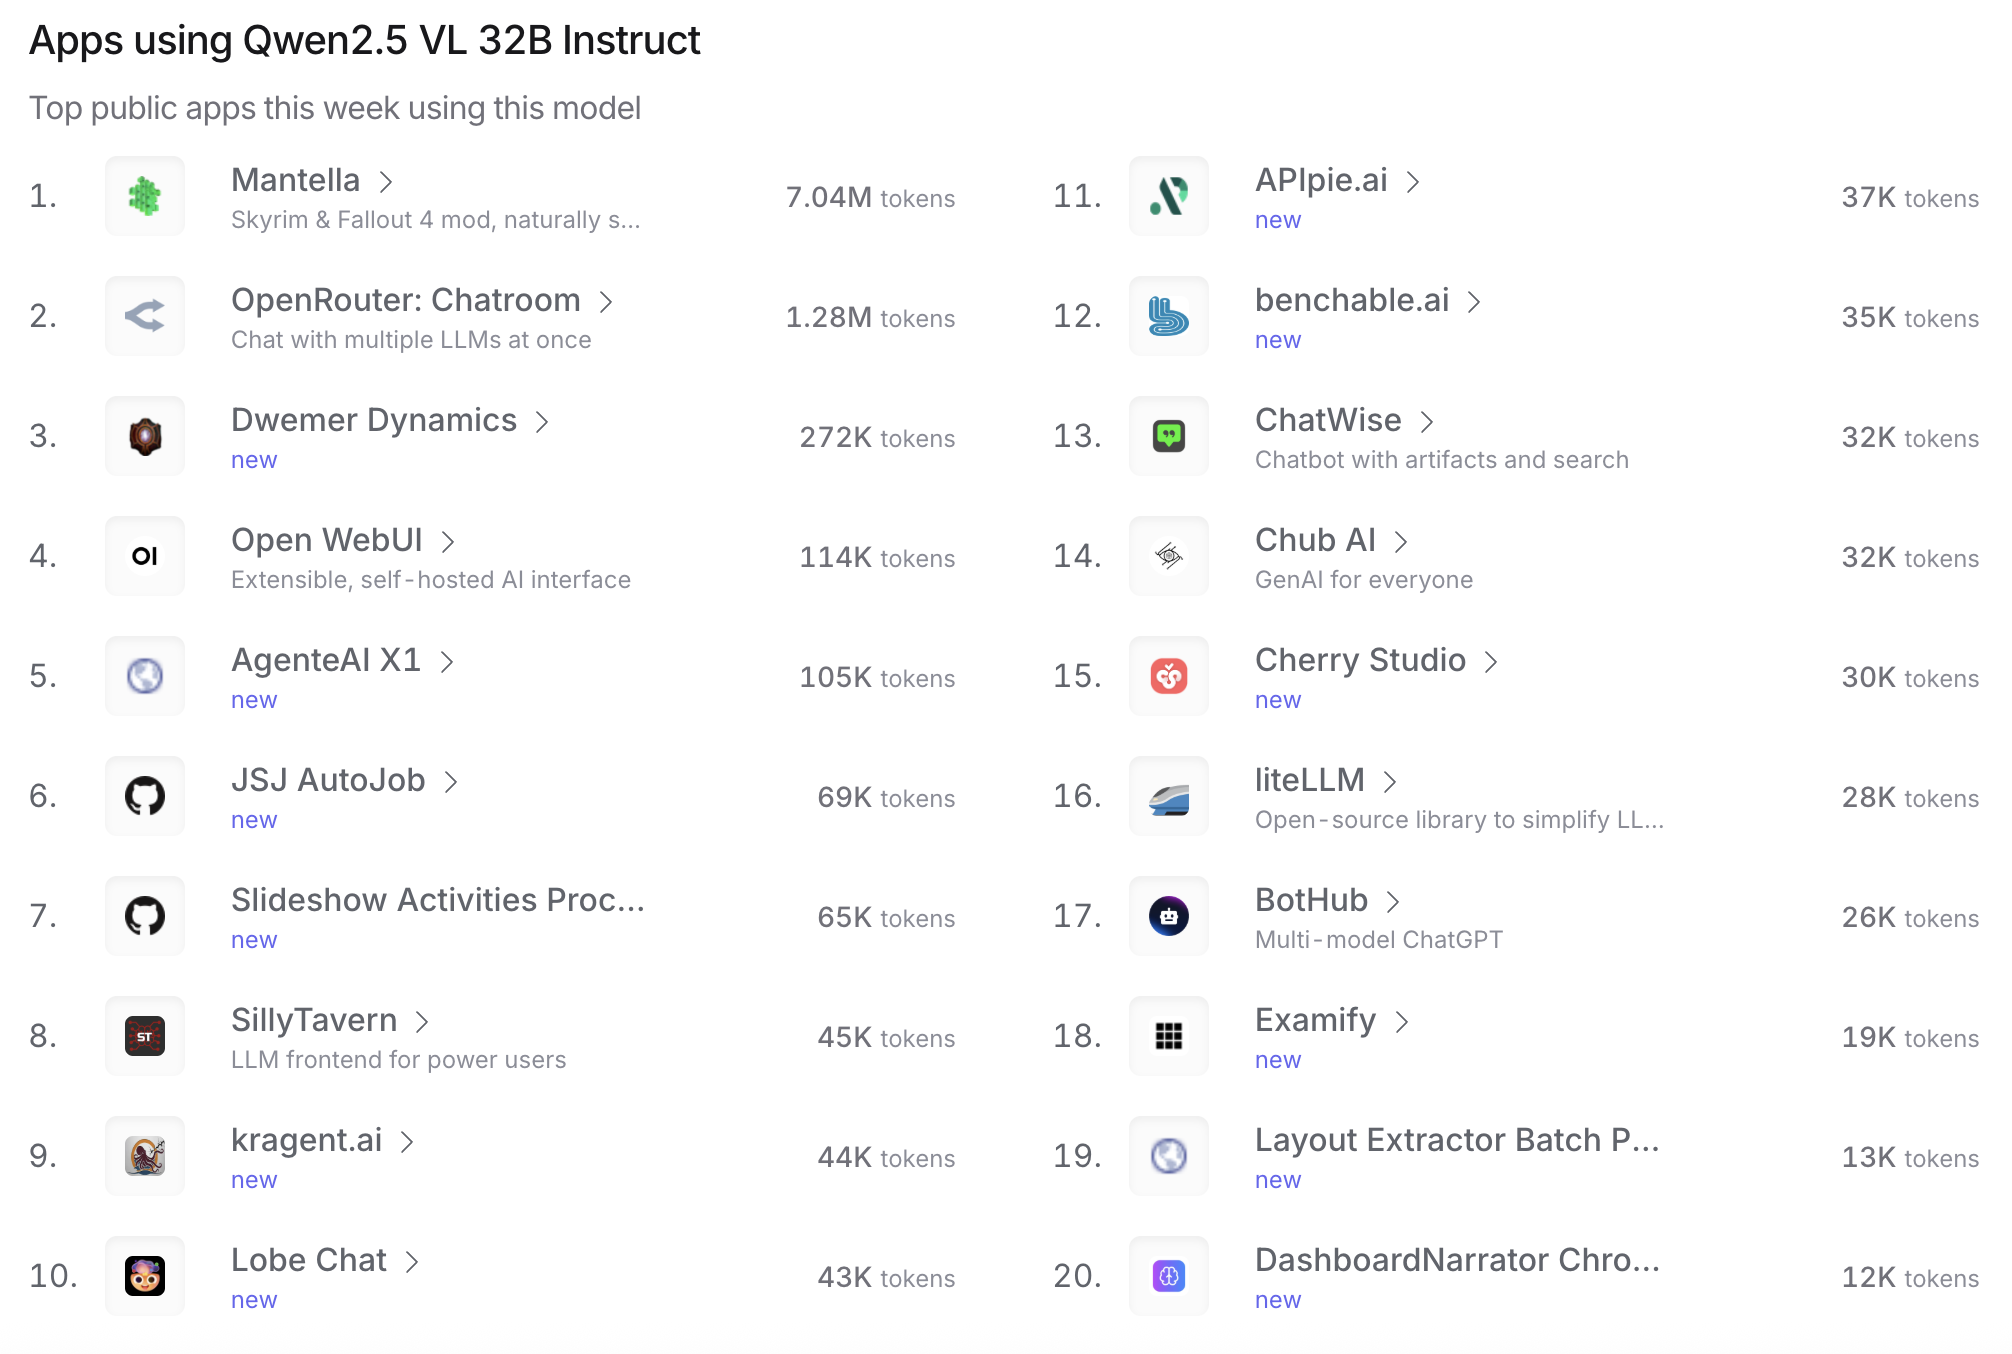 Apps using Qwen2.5 VL 32B Instruct
Top public apps this week using this model
1. Mantella 7.04M tokens
Skyrim & Fallout 4 mod, naturally s...
2. OpenRouter: Chatroom 1.28M tokens
Chat with multiple LLMs at once
3. Dwemer Dynamics 272K tokens
new
4. OI Open WebUI 114K tokens
Extensible, self-hosted AI interface
5. AgenteAI X1 105K tokens
new
6. JSJ AutoJob 69K tokens
new
7. Slideshow Activities Proc... 65K tokens
new
8. ST SillyTavern 45K tokens
LLM frontend for power users
9. kragent.ai 44K tokens
new
10. Lobe Chat 43K tokens
new
11. APIpie.ai 37K tokens
new
12. benchable.ai 35K tokens
new
13. ChatWise 32K tokens
Chatbot with artifacts and search
14. Chub AI 32K tokens
GenAI for everyone
15. Cherry Studio 30K tokens
new
16. liteLLM 28K tokens
Open-source library to simplify LL...
17. BotHub 26K tokens
Multi-model ChatGPT
18. Examify 19K tokens
new
19. Layout Extractor Batch P... 13K tokens
new
20. DashboardNarrator Chro... 12K tokens
new